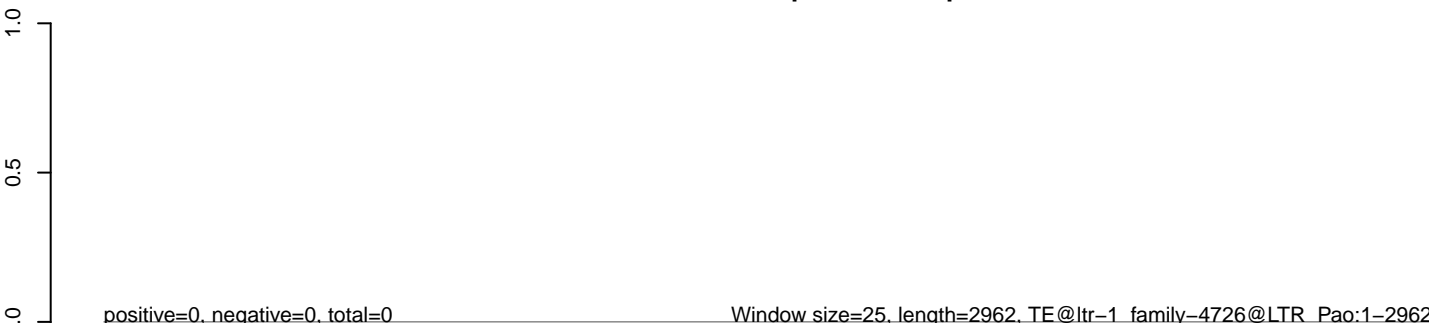 1.0
0.5
.0
positive=0, negative=0, total=0
Window size=25, length=2962, TE@ltr−1_family−4726@LTR_Pao:1−2962